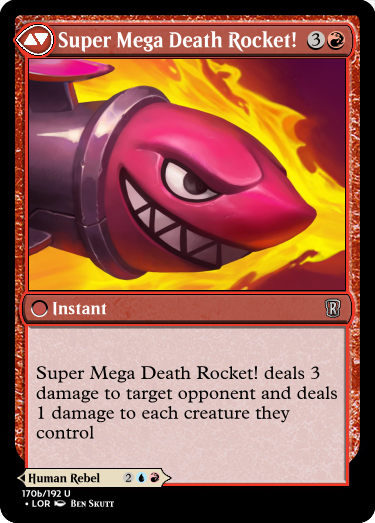 Super Mega Death Rocket! 3
Instant R
Super Mega Death Rocket! deals 3
damage to target opponent and deals
1 damage to each creature they
control
Human Rebel 2
170b/192 U
• LOR BEN SKUTT